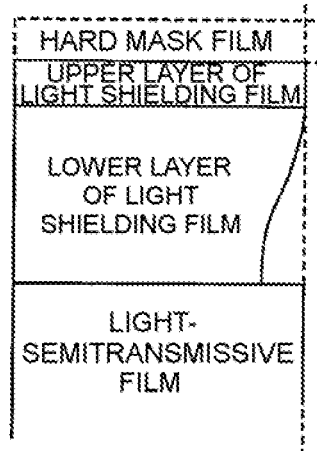 HARD MASK FILM
UPPER LAYER OF
LIGHT SHIELDING FILM
LOWER LAYER
OF LIGHT
SHIELDING FILM
LIGHT-
SEMITRANSMISSIVE
FILM